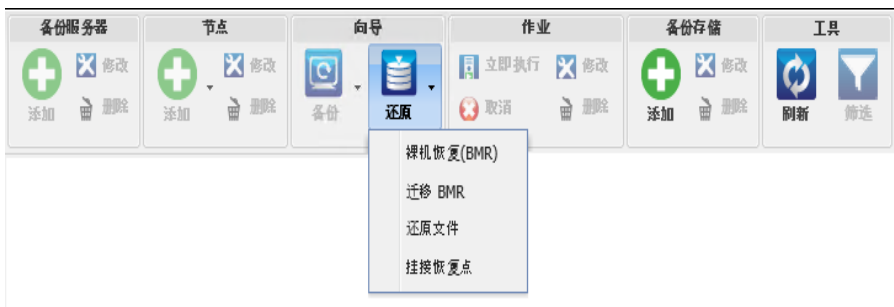 备份服务器
添加
修改
删除
节点
添加
修改
删除
向导
备份
还原
作业
立即执行
修改
取消
删除
备份存储
添加
修改
删除
工具
刷新
筛选
裸机恢复(BMR)
迁移 BMR
还原文件
挂接恢复点